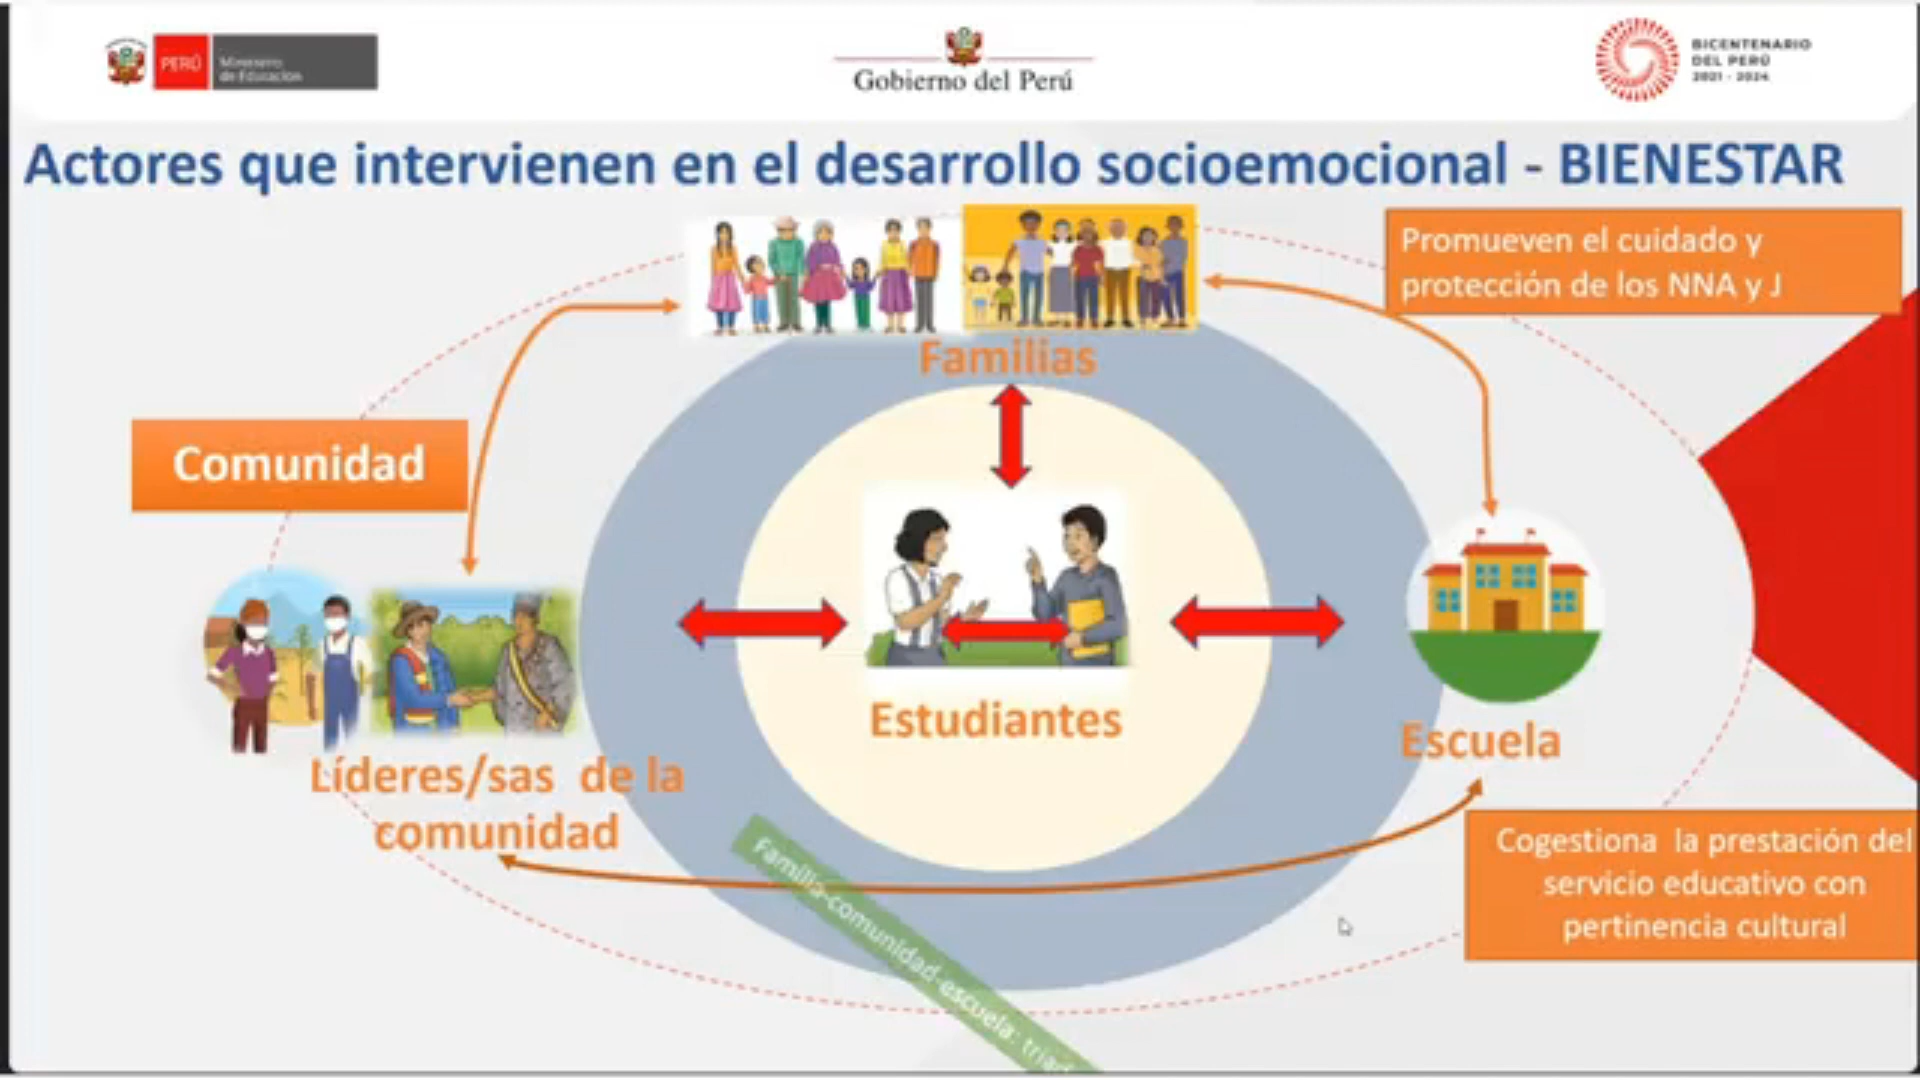 PERÚ
Ministerio
de Educación
Gobierno del Perú
BICENTENARIO
DEL PERÚ
2021 - 2024
Actores que intervienen en el desarrollo socioemocional - BIENESTAR
Promueven el cuidado y
protección de los NNA y J
Familias
Comunidad
Estudiantes
Escuela
Líderes/sas de la
comunidad
Cogestiona la prestación del
servicio educativo con
pertinencia cultural
Familia-comunidad-escuela: